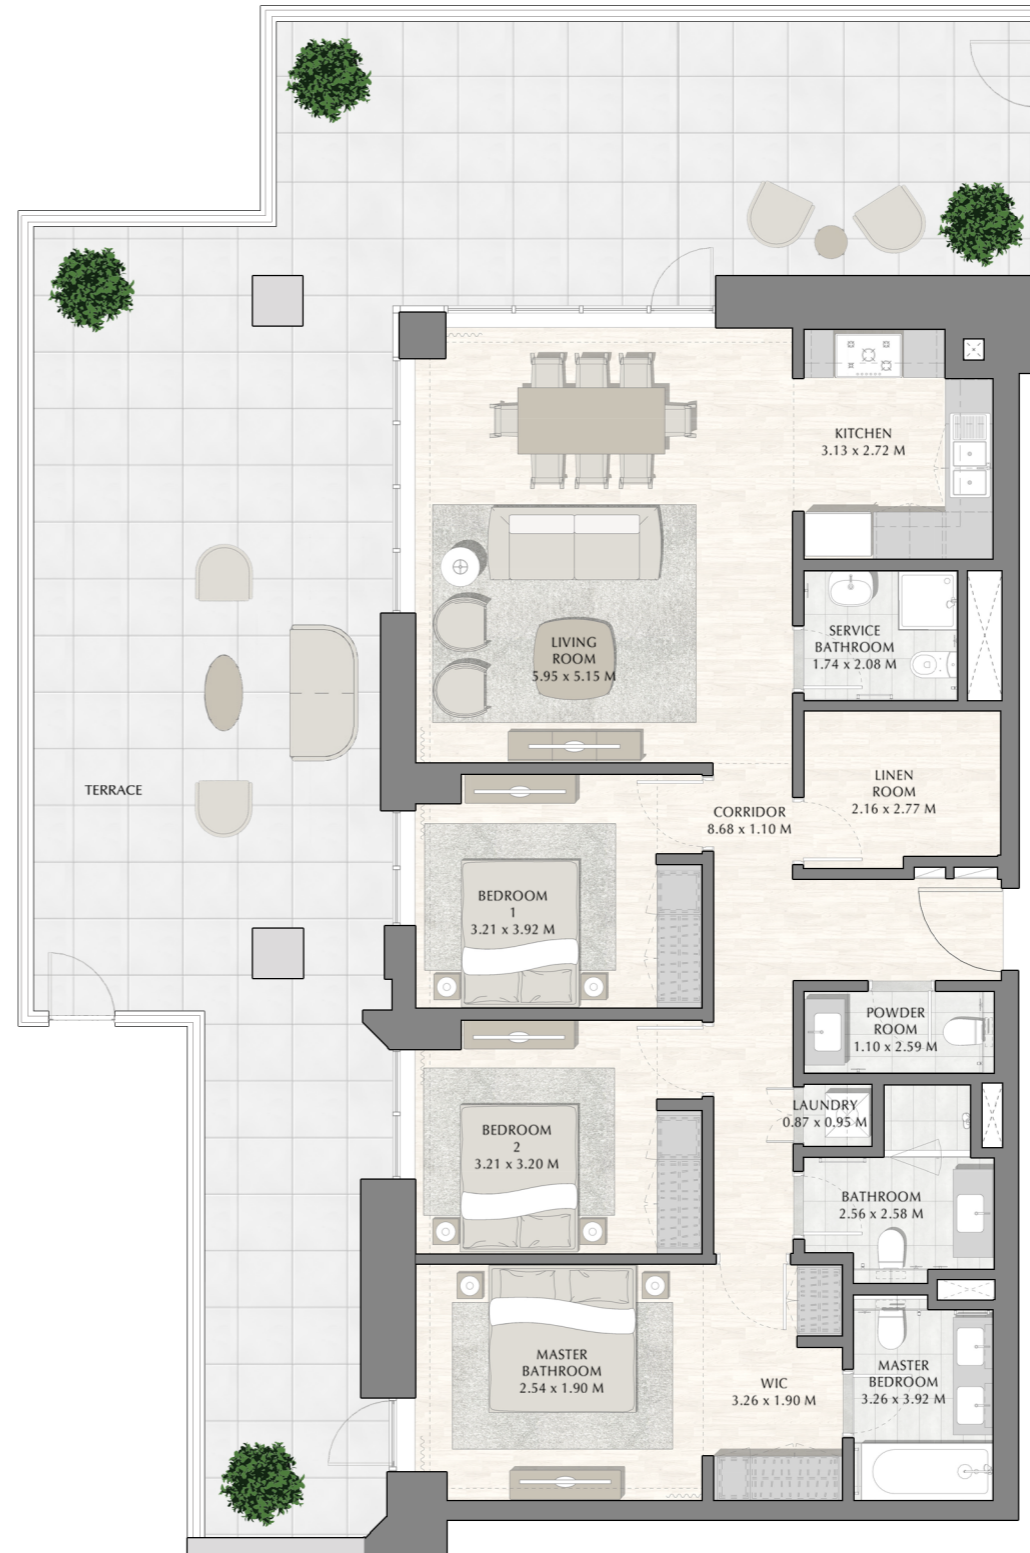 KITCHEN
3.13 x 2.72 M
SERVICE
BATHROOM
1.74 x 2.08 M
LIVING
ROOM
5.95 x 5.15 M
TERRACE
LINEN
ROOM
2.16 x 2.77 M
CORRIDOR
8.68 x 1.10 M
BEDROOM
1
3.21 x 3.92 M
POWDER
ROOM
1.10 x 2.59 M
LAUNDRY
0.87 x 0.95 M
BEDROOM
2
3.21 x 3.20 M
BATHROOM
2.56 x 2.58 M
MASTER
BATHROOM
2.54 x 1.90 M
WIC
3.26 x 1.90 M
MASTER
BEDROOM
3.26 x 3.92 M